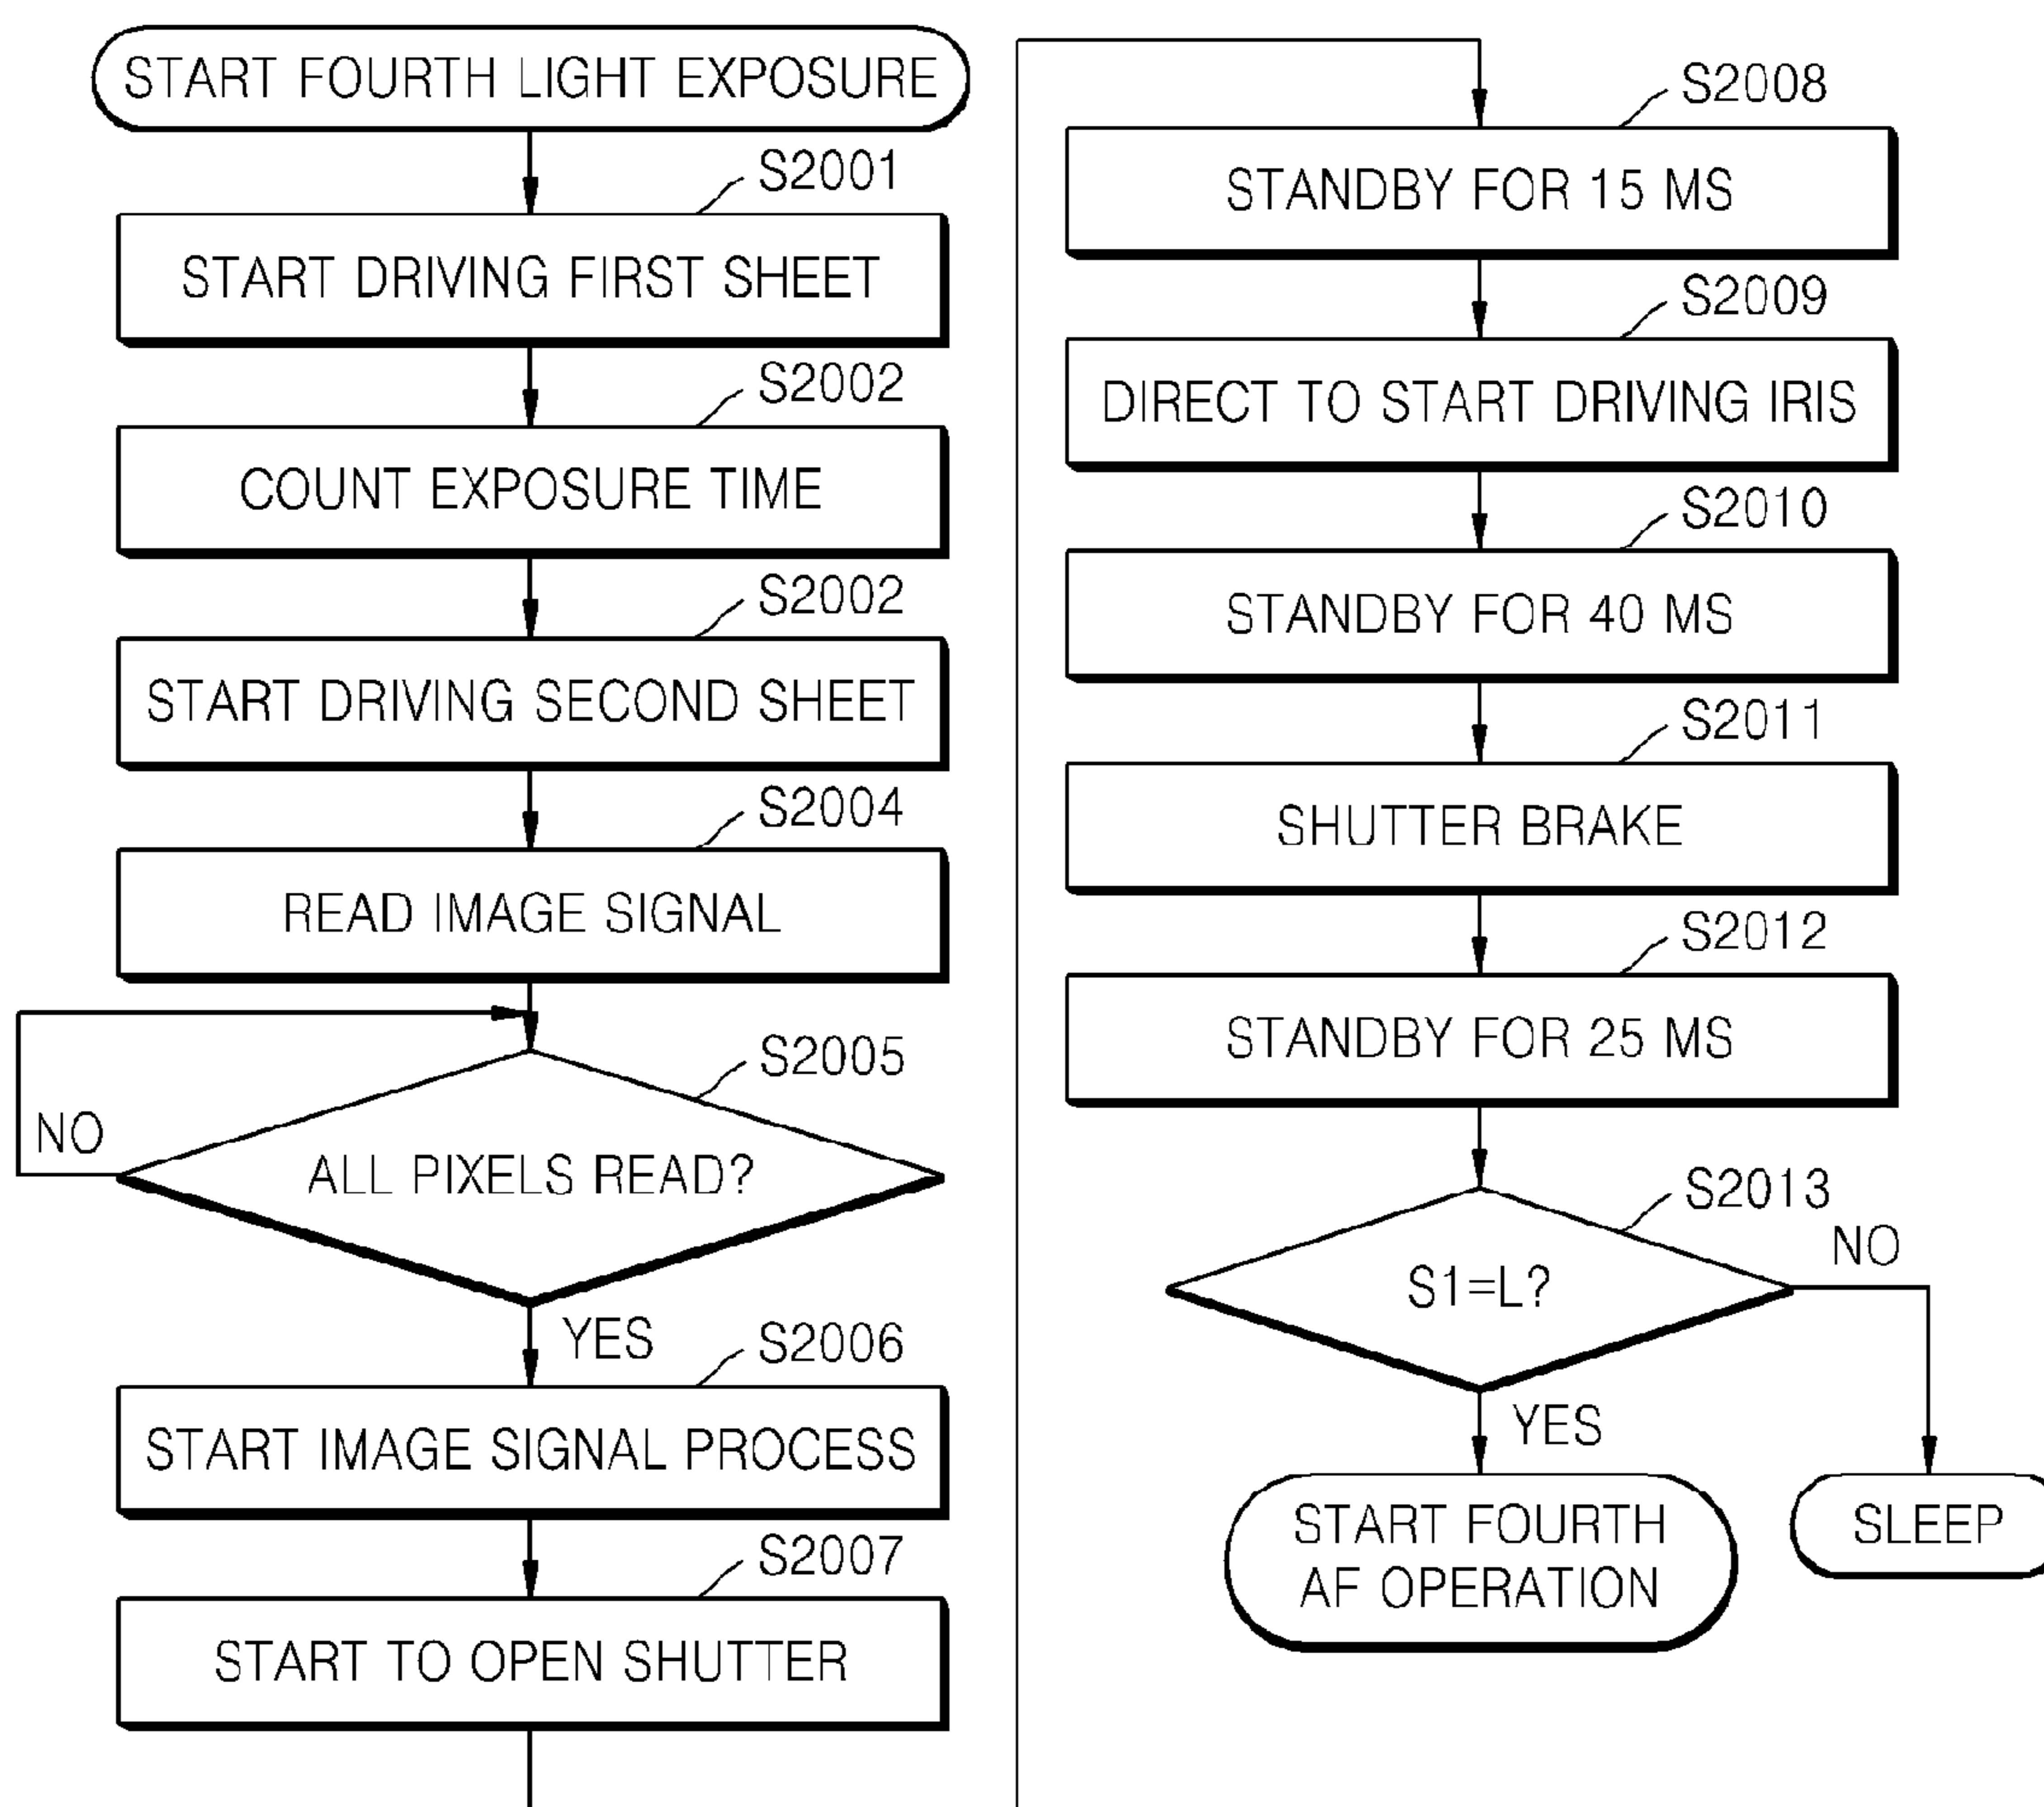 START FOURTH LIGHT EXPOSURE
S2001
START DRIVING FIRST SHEET
S2002
COUNT EXPOSURE TIME
S2002
START DRIVING SECOND SHEET
S2004
READ IMAGE SIGNAL
S2005
NO
ALL PIXELS READ?
YES
S2006
START IMAGE SIGNAL PROCESS
S2007
START TO OPEN SHUTTER
S2008
STANDBY FOR 15 MS
S2009
DIRECT TO START DRIVING IRIS
S2010
STANDBY FOR 40 MS
S2011
SHUTTER BRAKE
S2012
STANDBY FOR 25 MS
S2013
NO
S1=L?
YES
START FOURTH
AF OPERATION
SLEEP